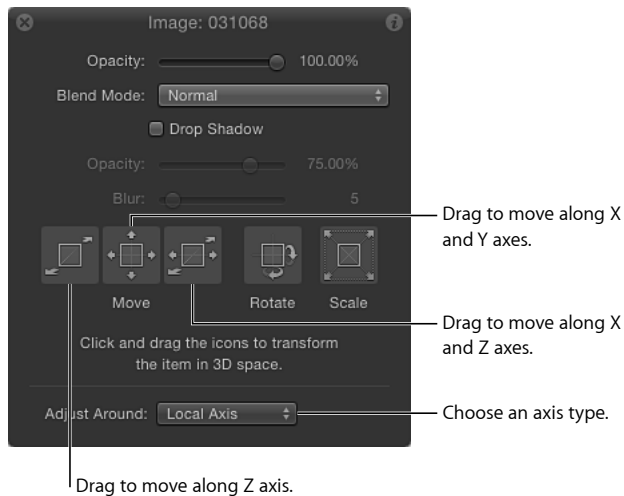 Image: 031068
Opacity: 100.00%
Blend Mode: Normal
Drop Shadow
Opacity: 75.00%
Blur: 5
Drag to move along X
and Y axes.
Move Rotate Scale
Drag to move along X
and Z axes.
Click and drag the icons to transform
the item in 3D space.
Adjust Around: Local Axis
Choose an axis type.
Drag to move along Z axis.